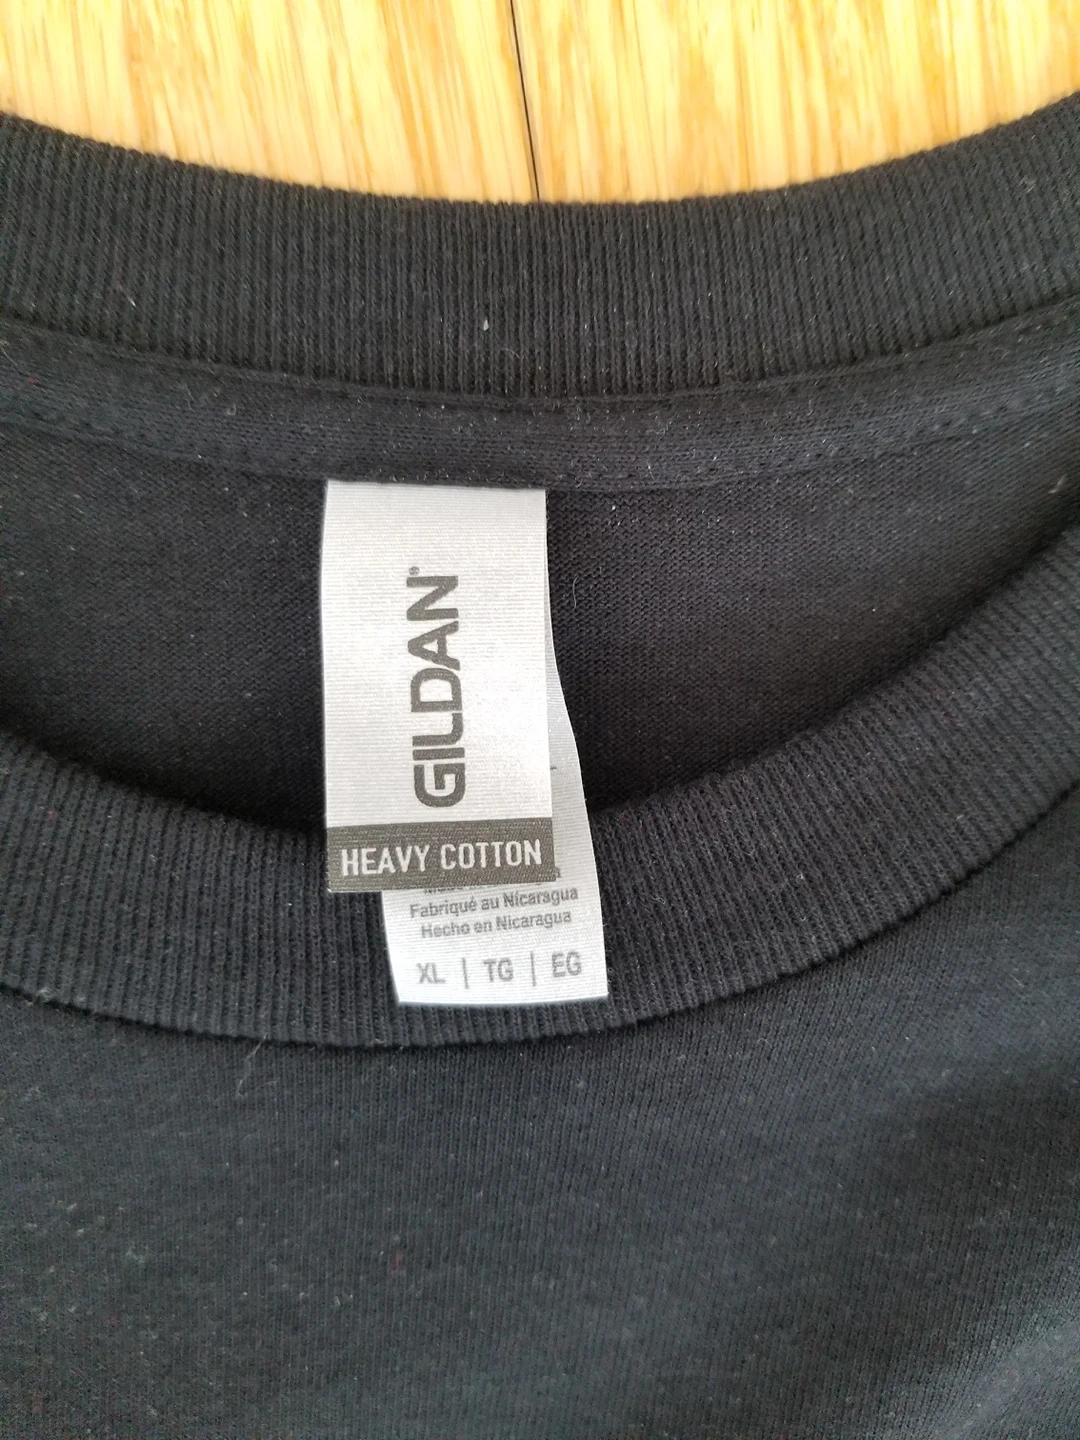 GILDAN®
HEAVY COTTON
Fabriqué au Nicaragua
Hecho en Nicaragua
XL | TG | EG